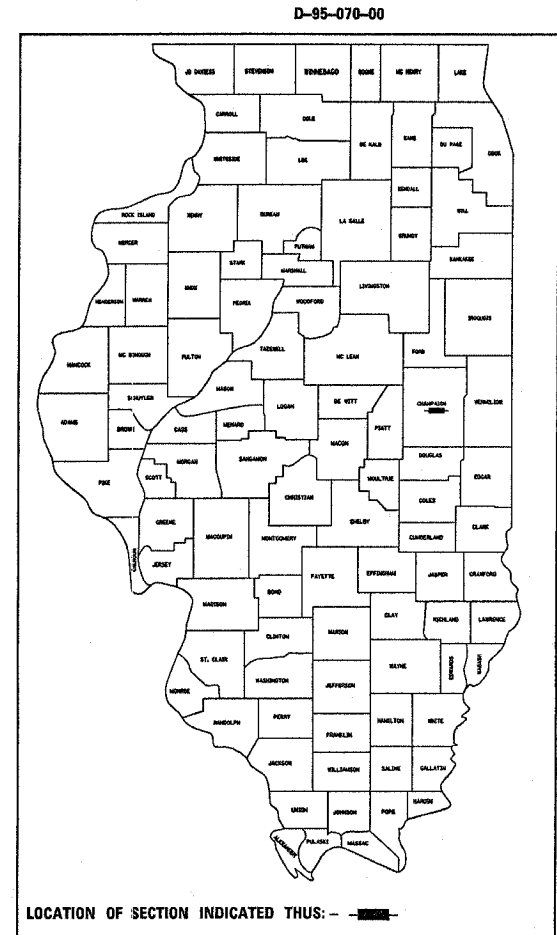 D-95-070-00
JO DAVIESS STEPHENSON WINNEBAGO BOONE MC HENRY LAKE
CARROLL OGLE DE KALB KANE DU PAGE COOK
WHITESIDE LEE
KENDALL WILL
ROCK ISLAND HENRY BUREAU LA SALLE GRUNDY
MERCER PUTNAM KANKAKEE
STARK MARSHALL
HENDERSON WARREN KNOX PEORIA WOODFORD LIVINGSTON IROQUOIS
HANCOCK MC DONOUGH FULTON TAZEWELL MC LEAN FORD
SCHUYLER MASON
ADAMS BROWN CASS MENARD LOGAN DE WITT PIATT CHAMPAIGN VERMILION
MACON
PIKE SCOTT MORGAN SANGAMON MOULTRIE DOUGLAS EDGAR
CHRISTIAN COLES
GREENE MACOUPIN MONTGOMERY SHELBY CUMBERLAND CLARK
CALHOUN JERSEY FAYETTE EFFINGHAM JASPER CRAWFORD
MADISON BOND
CLAY RICHLAND LAWRENCE
CLINTON MARION
ST. CLAIR WAYNE EDWARDS WABASH
MONROE WASHINGTON JEFFERSON
RANDOLPH PERRY HAMILTON WHITE
FRANKLIN
JACKSON WILLIAMSON SALINE GALLATIN
UNION JOHNSON POPE HARDIN
ALEXANDER PULASKI MASSAC
LOCATION OF SECTION INDICATED THUS: -